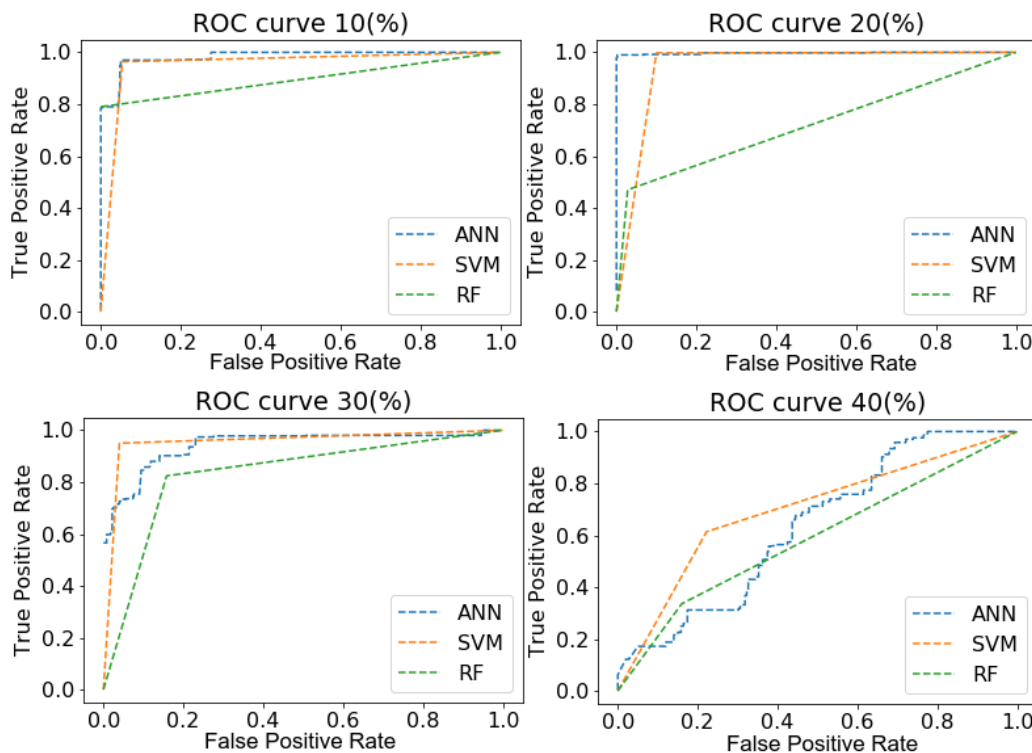 ROC curve 10(%)
True Positive Rate
1.0
0.8
0.6
0.4
0.2
0.0
ANN
SVM
RF
0.0 0.2 0.4 0.6 0.8 1.0
False Positive Rate
ROC curve 20(%)
True Positive Rate
1.0
0.8
0.6
0.4
0.2
0.0
ANN
SVM
RF
0.0 0.2 0.4 0.6 0.8 1.0
False Positive Rate
ROC curve 30(%)
True Positive Rate
1.0
0.8
0.6
0.4
0.2
0.0
ANN
SVM
RF
0.0 0.2 0.4 0.6 0.8 1.0
False Positive Rate
ROC curve 40(%)
True Positive Rate
1.0
0.8
0.6
0.4
0.2
0.0
ANN
SVM
RF
0.0 0.2 0.4 0.6 0.8 1.0
False Positive Rate